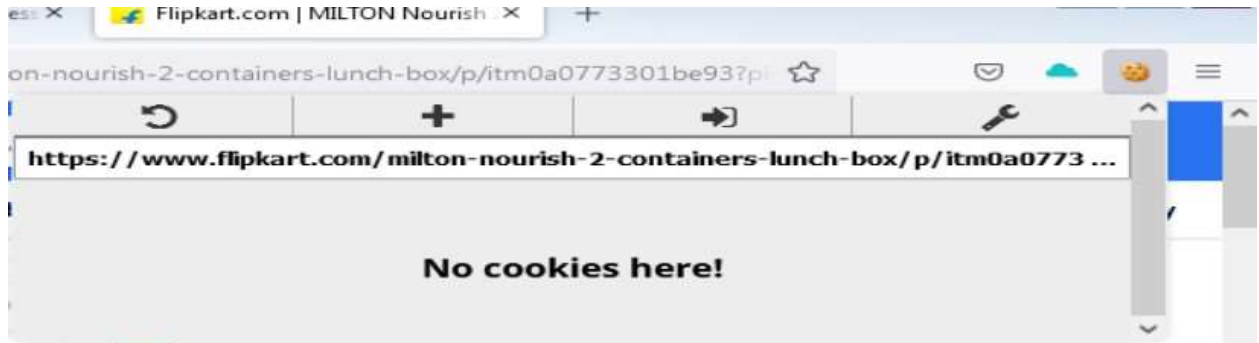 Flipkart.com | MILTON Nourish
on-nourish-2-containers-lunch-box/p/itm0a0773301be93?p
https://www.flipkart.com/milton-nourish-2-containers-lunch-box/p/itm0a0773 ...
No cookies here!